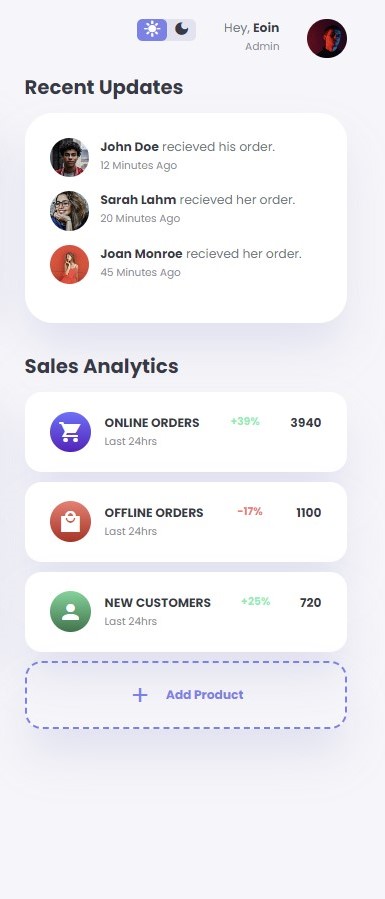 Hey, Eoin
Admin
Recent Updates
John Doe recieved his order.
12 Minutes Ago
Sarah Lahm recieved her order.
20 Minutes Ago
Joan Monroe recieved her order.
45 Minutes Ago
Sales Analytics
ONLINE ORDERS +39% 3940
Last 24hrs
OFFLINE ORDERS -17% 1100
Last 24hrs
NEW CUSTOMERS +25% 720
Last 24hrs
Add Product